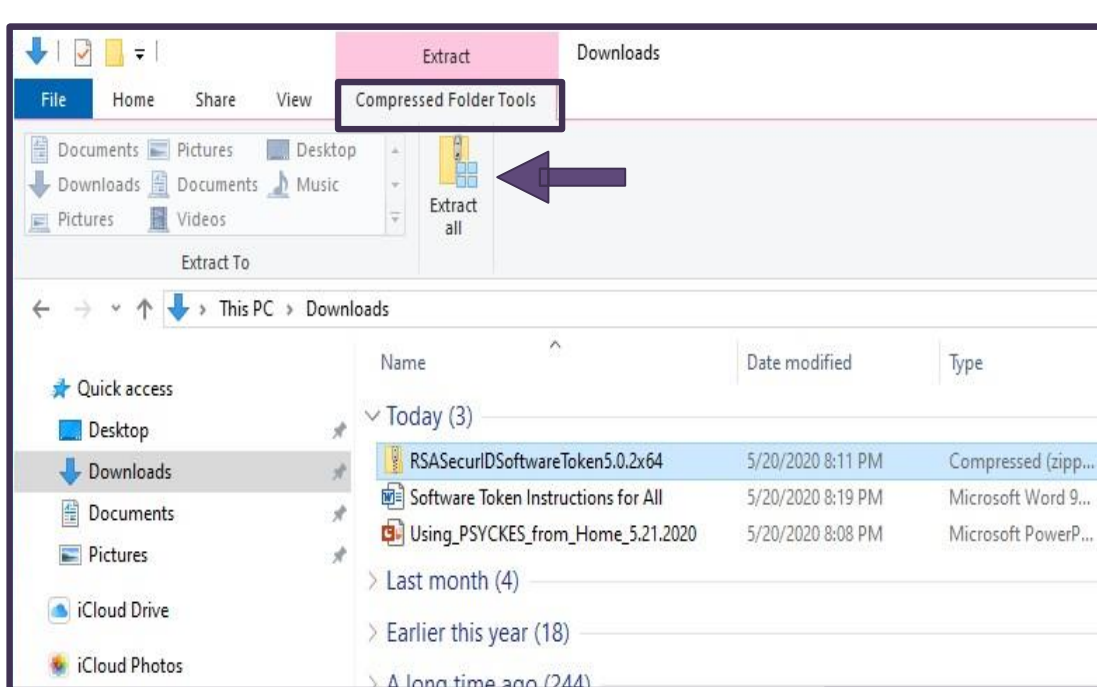 Extract Downloads
File Home Share View Compressed Folder Tools
Documents Pictures Desktop
Downloads Documents Music
Pictures Videos
Extract
all
Extract To
This PC › Downloads
Name Date modified Type
Quick access
Today (3)
Desktop
RSASecurIDSoftwareToken5.0.2x64 5/20/2020 8:11 PM Compressed (zipp...
Downloads
Software Token Instructions for All 5/20/2020 8:19 PM Microsoft Word 9...
Documents
Using_PSYCKES_from_Home_5.21.2020 5/20/2020 8:08 PM Microsoft PowerP...
Pictures
Last month (4)
iCloud Drive
Earlier this year (18)
iCloud Photos
A long time ago (244)